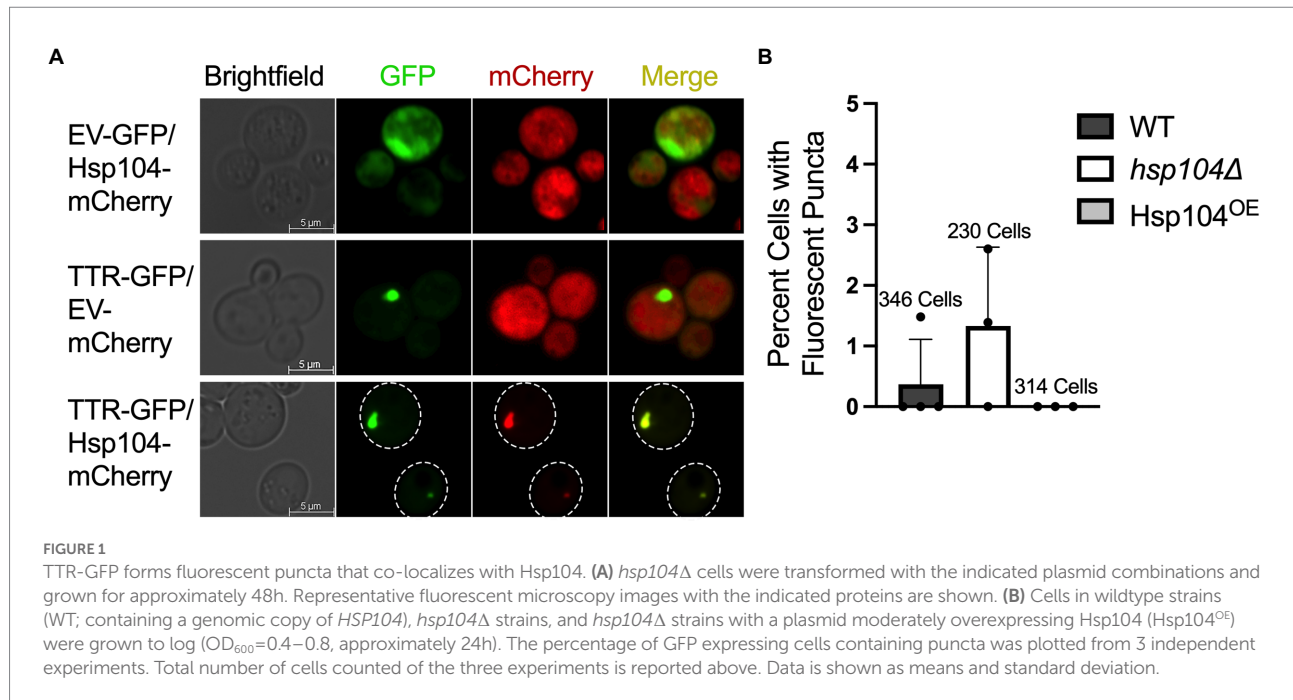 A
Brightfield GFP mCherry Merge
EV-GFP/
Hsp104-
mCherry
5 µm
TTR-GFP/
EV-
mCherry
5 µm
TTR-GFP/
Hsp104-
mCherry
5 µm
B
Percent Cells with
Fluorescent Puncta
5
4
3
2
1
0
346 Cells
230 Cells
314 Cells
WT
hsp104Δ
Hsp104OE
FIGURE 1
TTR-GFP forms fluorescent puncta that co-localizes with Hsp104. (A) hsp104Δ cells were transformed with the indicated plasmid combinations and
grown for approximately 48h. Representative fluorescent microscopy images with the indicated proteins are shown. (B) Cells in wildtype strains
(WT; containing a genomic copy of HSP104), hsp104Δ strains, and hsp104Δ strains with a plasmid moderately overexpressing Hsp104 (Hsp104OE)
were grown to log (OD600=0.4–0.8, approximately 24h). The percentage of GFP expressing cells containing puncta was plotted from 3 independent
experiments. Total number of cells counted of the three experiments is reported above. Data is shown as means and standard deviation.